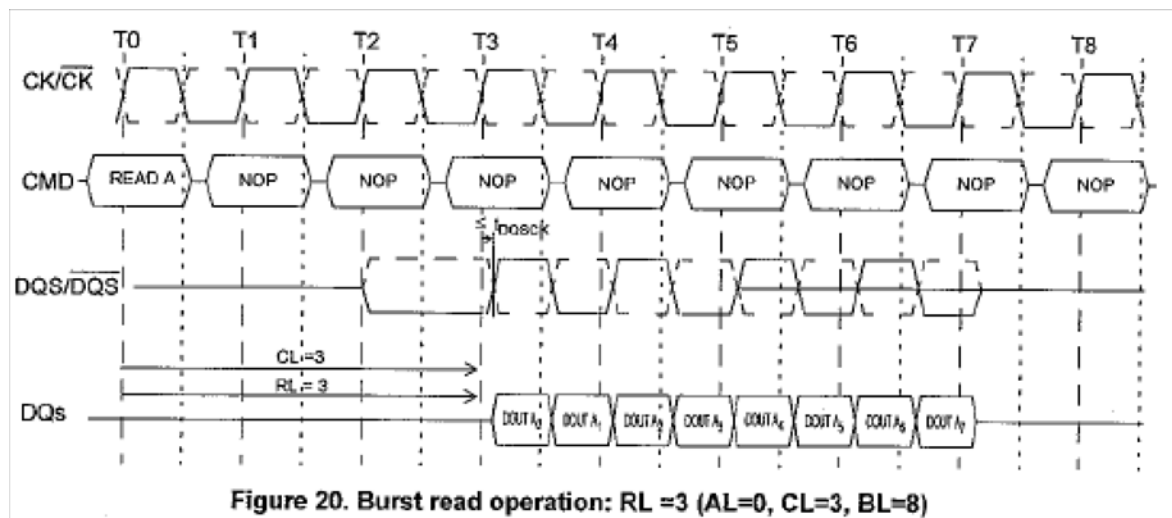 T0 T1 T2 T3 T4 T5 T6 T7 T8
CK/CK
CMD READ A NOP NOP NOP NOP NOP NOP NOP NOP
≤ tDQSCK
DQS/DQS
CL =3
RL = 3
DQs DOUT A0 DOUT A1 DOUT A2 DOUT A3 DOUT A4 DOUT A5 DOUT A6 DOUT A7
Figure 20. Burst read operation: RL =3 (AL=0, CL=3, BL=8)